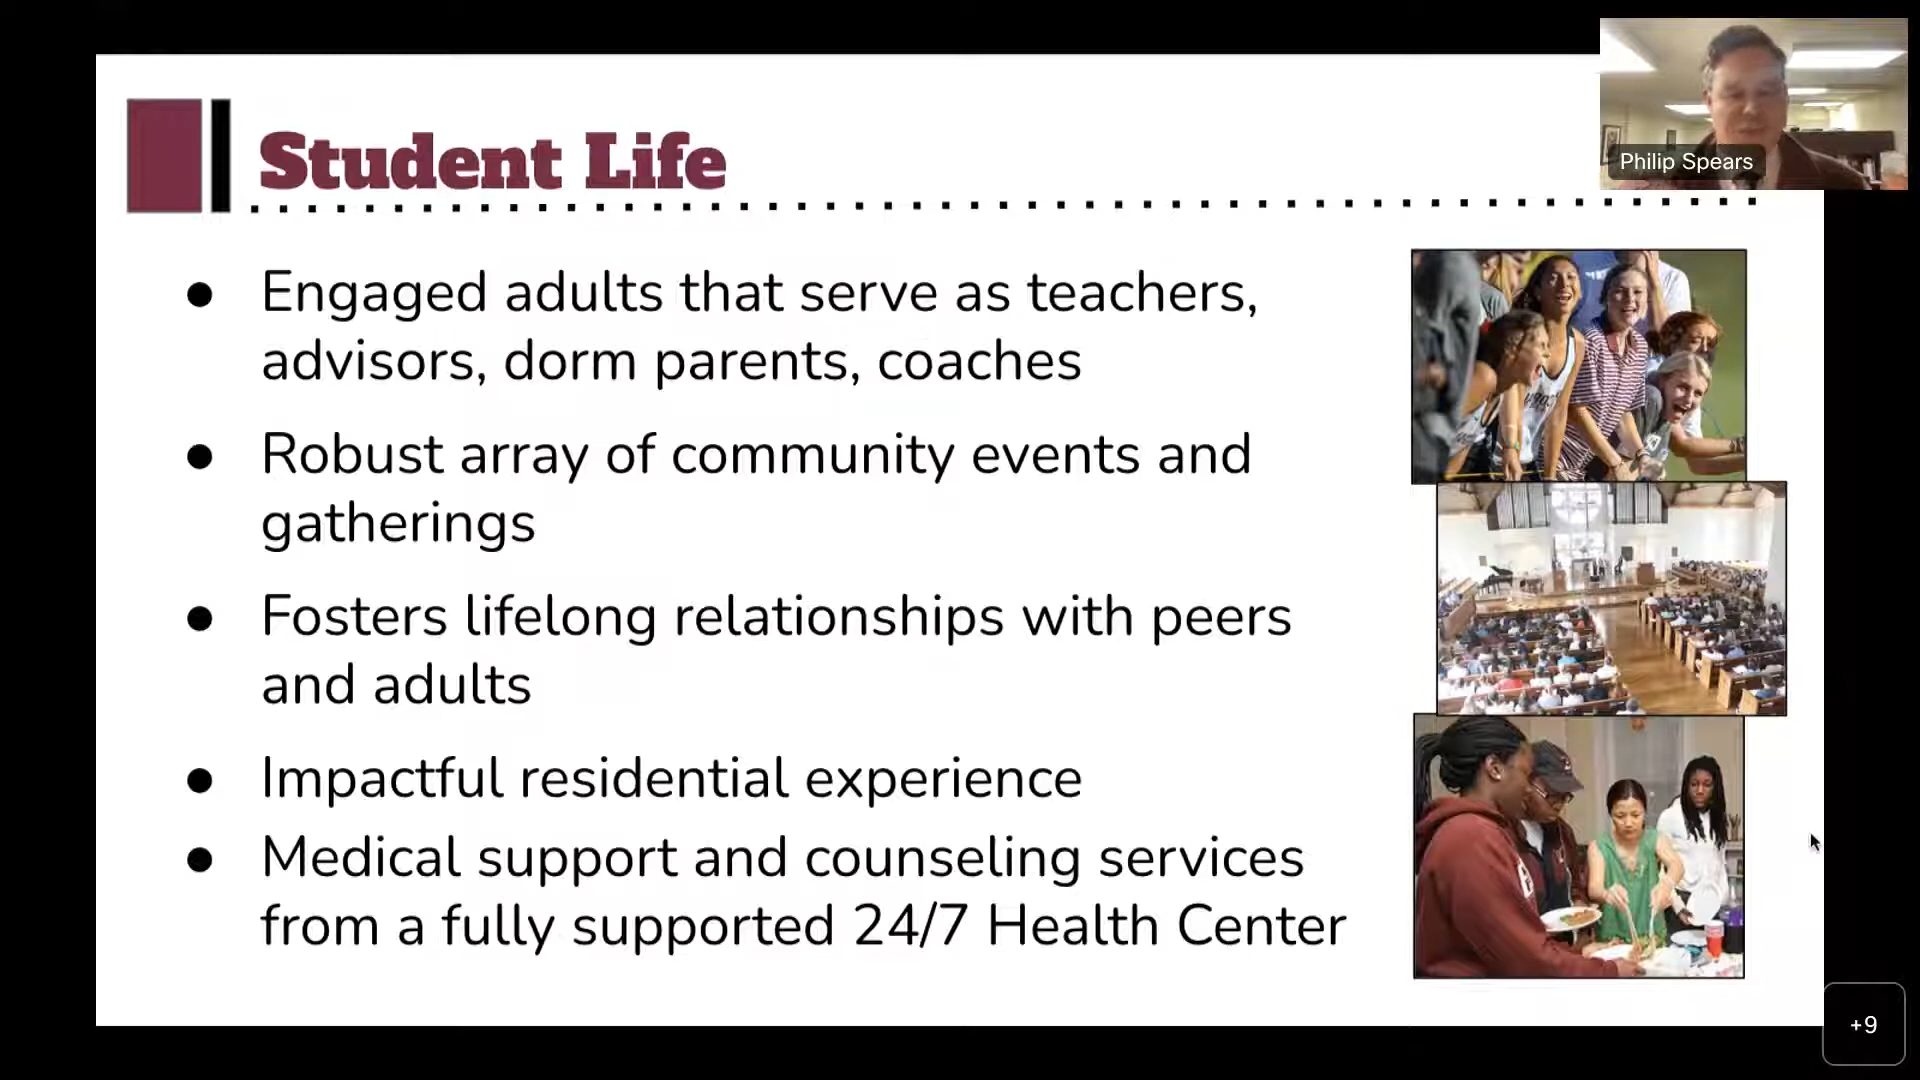 Student Life
Philip Spears
● Engaged adults that serve as teachers,
advisors, dorm parents, coaches
● Robust array of community events and
gatherings
● Fosters lifelong relationships with peers
and adults
● Impactful residential experience
● Medical support and counseling services
from a fully supported 24/7 Health Center
+9